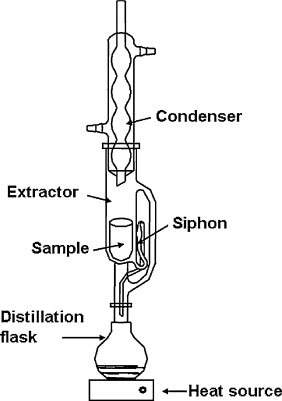 Condenser
Extractor
Siphon
Sample
Distillation
flask
Heat source